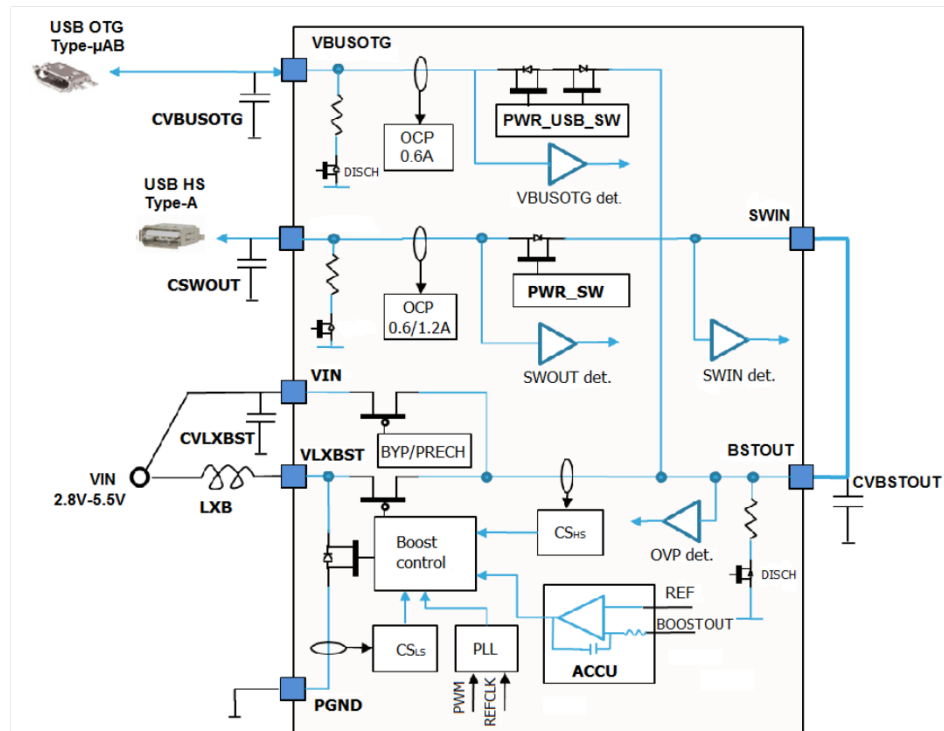 USB OTG
Type-µAB
VBUSOTG
CVBUSOTG
OCP
0.6A
PWR_USB_SW
DISCH
VBUSOTG det.
USB HS
Type-A
SWIN
CSWOUT
OCP
0.6/1.2A
PWR_SW
SWOUT det.
SWIN det.
VIN
CVLXBST
BYP/PRECH
VLXBST
BSTOUT
VIN
2.8V-5.5V
LXB
CVBSTOUT
Boost
control
CSHS
OVP det.
DISCH
REF
BOOSTOUT
CSLS
PLL
ACCU
PWM
REFCLK
PGND